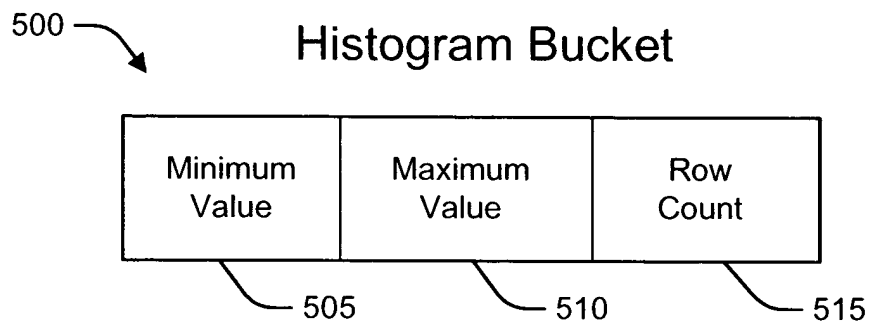 500
Histogram Bucket
Minimum
Value
Maximum
Value
Row
Count
505
510
515